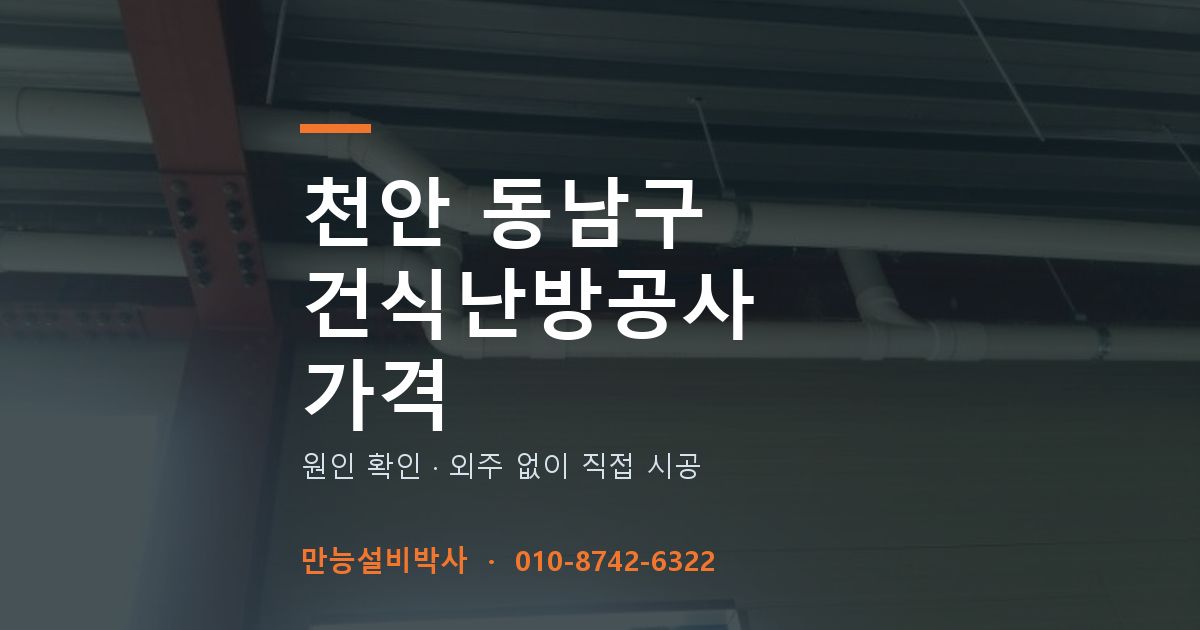 천안 동남구
건식난방공사
가격
원인 확인 · 외주 없이 직접 시공
만능설비박사 · 010-8742-6322